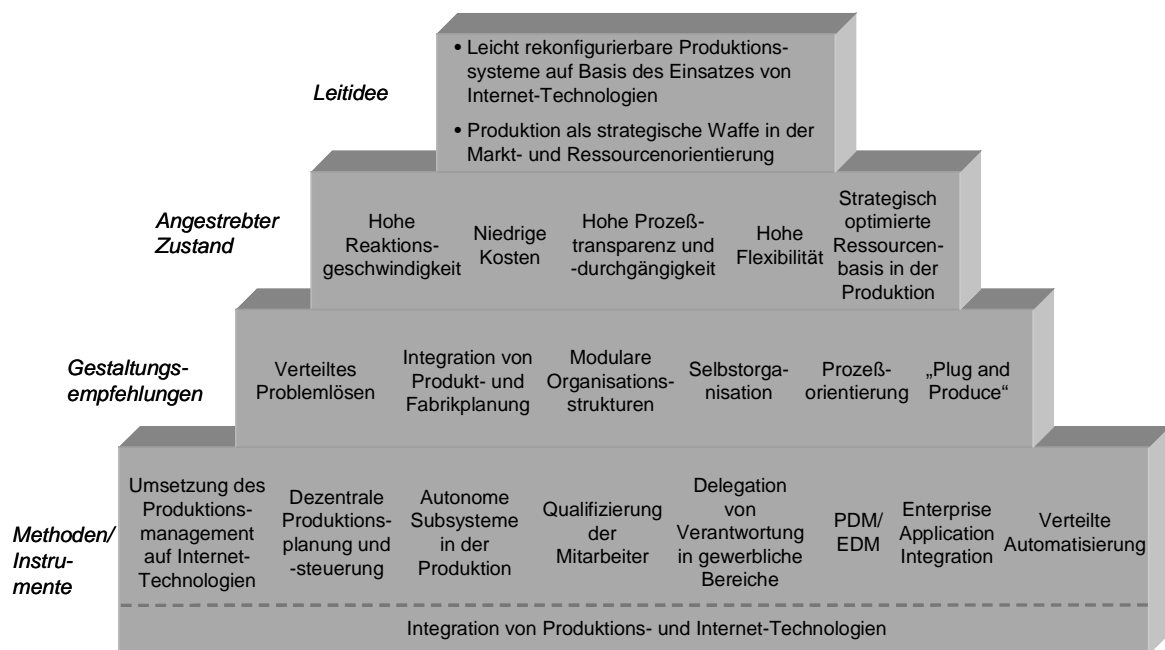 Leitidee
• Leicht rekonfigurierbare Produktions-
systeme auf Basis des Einsatzes von
Internet-Technologien
• Produktion als strategische Waffe in der
Markt- und Ressourcenorientierung
Angestrebter
Zustand
Hohe
Reaktions-
geschwindigkeit
Niedrige
Kosten
Hohe Prozeß-
transparenz und
-durchgängigkeit
Hohe
Flexibilität
Strategisch
optimierte
Ressourcen-
basis in der
Produktion
Gestaltungs-
empfehlungen
Verteiltes
Problemlösen
Integration von
Produkt- und
Fabrikplanung
Modulare
Organisations-
strukturen
Selbstorga-
nisation
Prozeß-
orientierung
„Plug and
Produce“
Methoden/
Instru-
mente
Umsetzung des
Produktions-
management
auf Internet-
Technologien
Dezentrale
Produktions-
planung und
-steuerung
Autonome
Subsysteme
in der
Produktion
Qualifizierung
der
Mitarbeiter
Delegation
von
Verantwortung
in gewerbliche
Bereiche
PDM/
EDM
Enterprise
Application
Integration
Verteilte
Automatisierung
Integration von Produktions- und Internet-Technologien